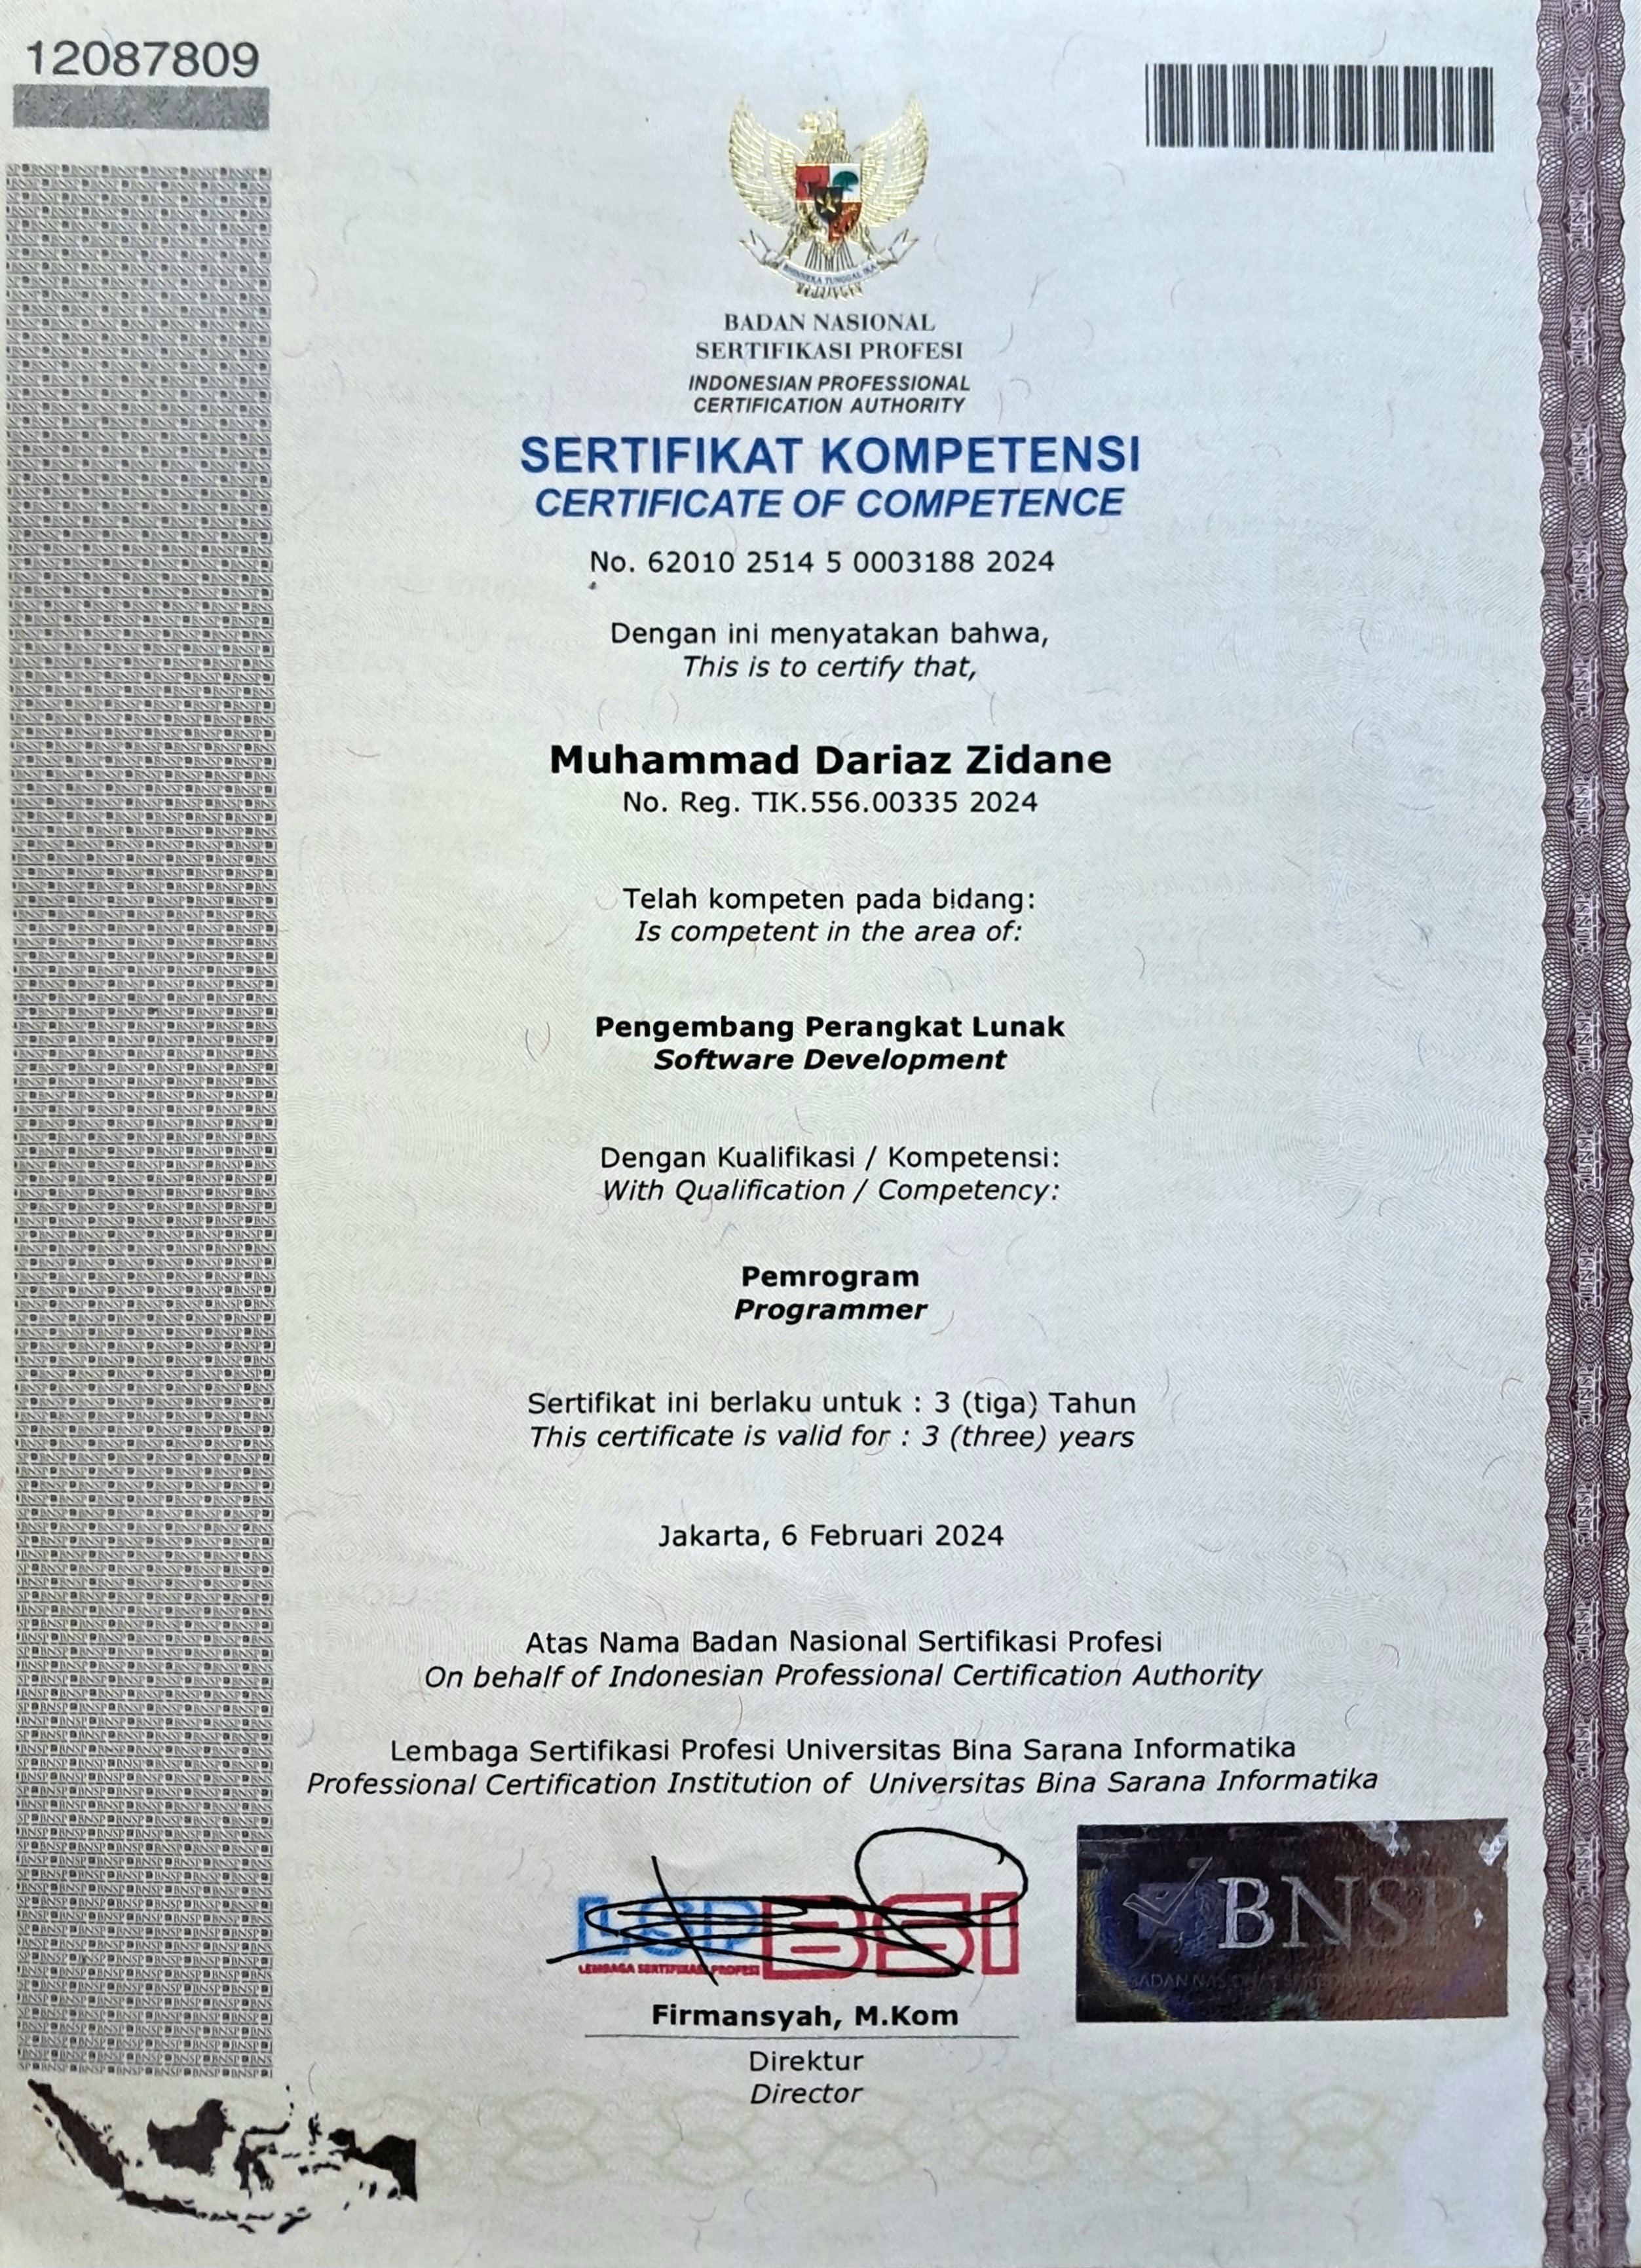 12087809
BHINNEKA TUNGGAL IKA
BADAN NASIONAL
SERTIFIKASI PROFESI
INDONESIAN PROFESSIONAL
CERTIFICATION AUTHORITY
SERTIFIKAT KOMPETENSI
CERTIFICATE OF COMPETENCE
No. 62010 2514 5 0003188 2024
Dengan ini menyatakan bahwa,
This is to certify that,
Muhammad Dariaz Zidane
No. Reg. TIK.556.00335 2024
Telah kompeten pada bidang:
Is competent in the area of:
Pengembang Perangkat Lunak
Software Development
Dengan Kualifikasi / Kompetensi:
With Qualification / Competency:
Pemrogram
Programmer
Sertifikat ini berlaku untuk : 3 (tiga) Tahun
This certificate is valid for : 3 (three) years
Jakarta, 6 Februari 2024
Atas Nama Badan Nasional Sertifikasi Profesi
On behalf of Indonesian Professional Certification Authority
Lembaga Sertifikasi Profesi Universitas Bina Sarana Informatika
Professional Certification Institution of Universitas Bina Sarana Informatika
LSP BSI
LEMBAGA SERTIFIKASI PROFESI
BNSP
Firmansyah, M.Kom
Direktur
Director